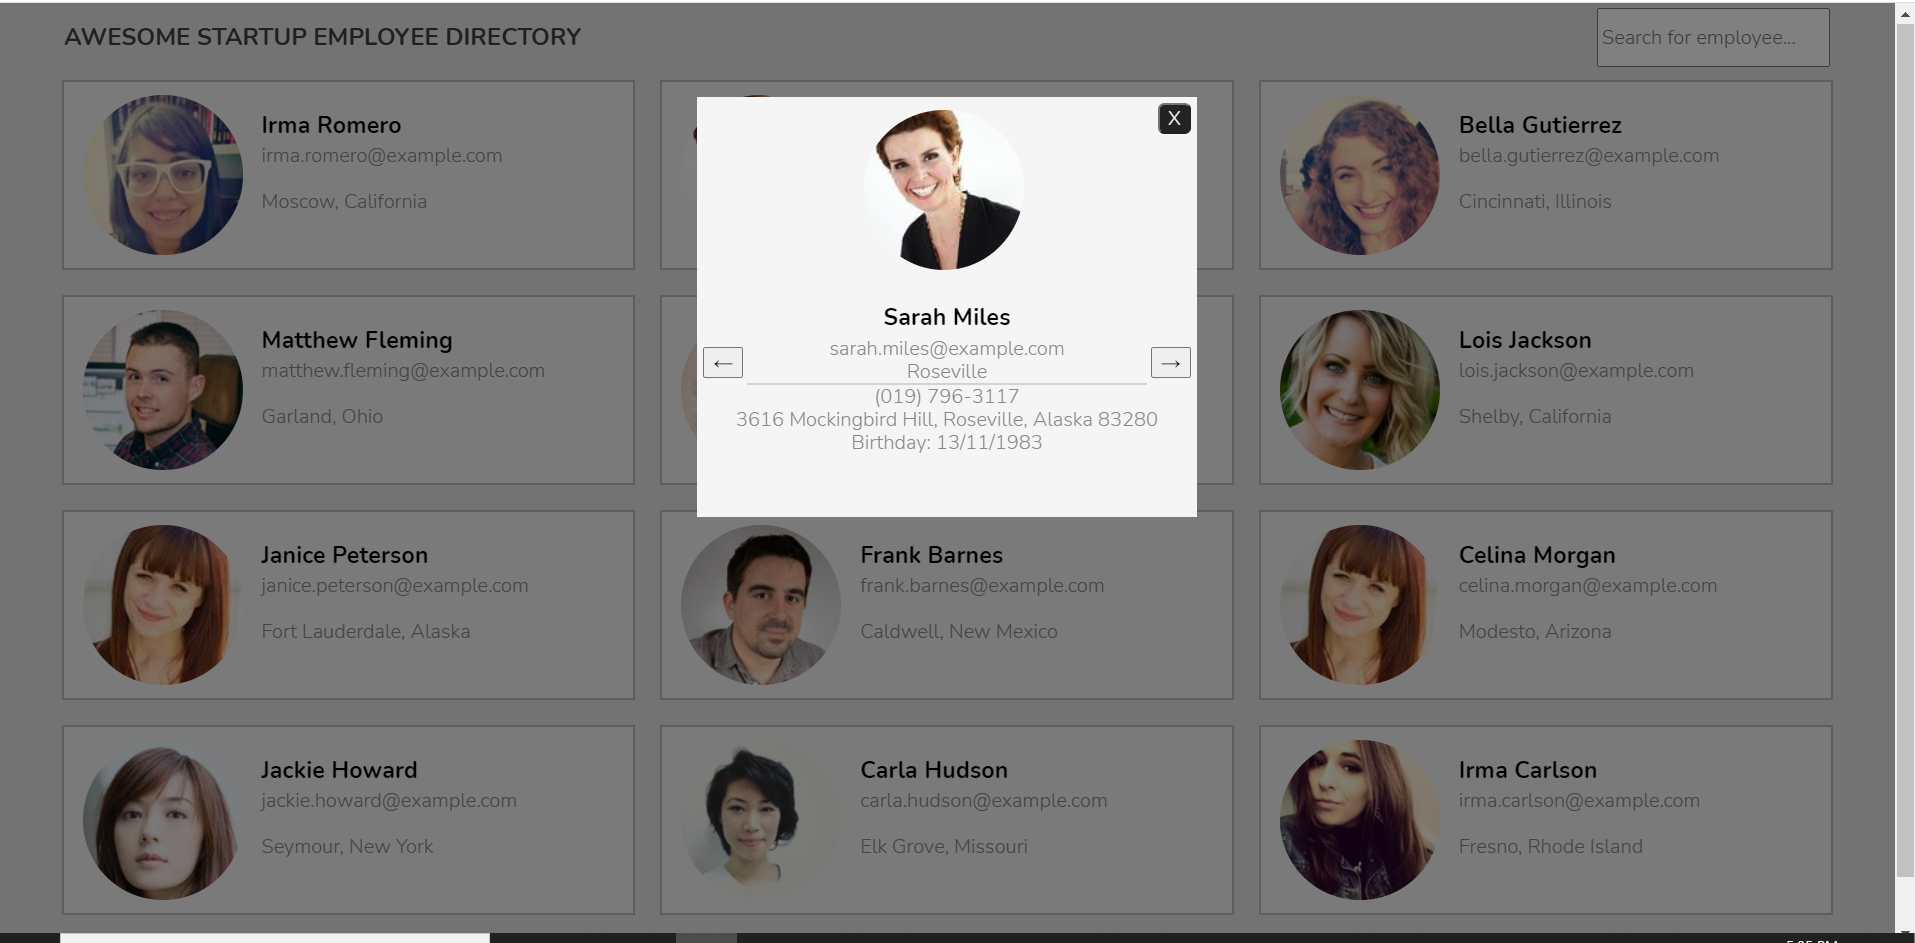 AWESOME STARTUP EMPLOYEE DIRECTORY
Search for employee...
Irma Romero
irma.romero@example.com
Moscow, California
X
Sarah Miles
sarah.miles@example.com
Roseville
← →
(019) 796-3117
3616 Mockingbird Hill, Roseville, Alaska 83280
Birthday: 13/11/1983
Bella Gutierrez
bella.gutierrez@example.com
Cincinnati, Illinois
Matthew Fleming
matthew.fleming@example.com
Garland, Ohio
Lois Jackson
lois.jackson@example.com
Shelby, California
Janice Peterson
janice.peterson@example.com
Fort Lauderdale, Alaska
Frank Barnes
frank.barnes@example.com
Caldwell, New Mexico
Celina Morgan
celina.morgan@example.com
Modesto, Arizona
Jackie Howard
jackie.howard@example.com
Seymour, New York
Carla Hudson
carla.hudson@example.com
Elk Grove, Missouri
Irma Carlson
irma.carlson@example.com
Fresno, Rhode Island